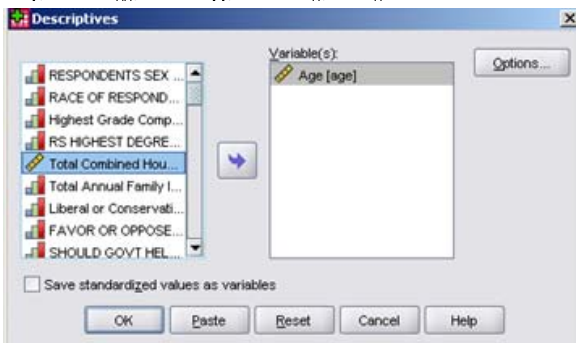 Descriptives
Variable(s):
RESPONDENTS SEX ...
RACE OF RESPOND...
Highest Grade Comp...
RS HIGHEST DEGRE...
Total Combined Hou...
Total Annual Family I...
Liberal or Conservati...
FAVOR OR OPPOSE...
SHOULD GOVT HEL...
Age [age]
Options...
Save standardized values as variables
OK Paste Reset Cancel Help